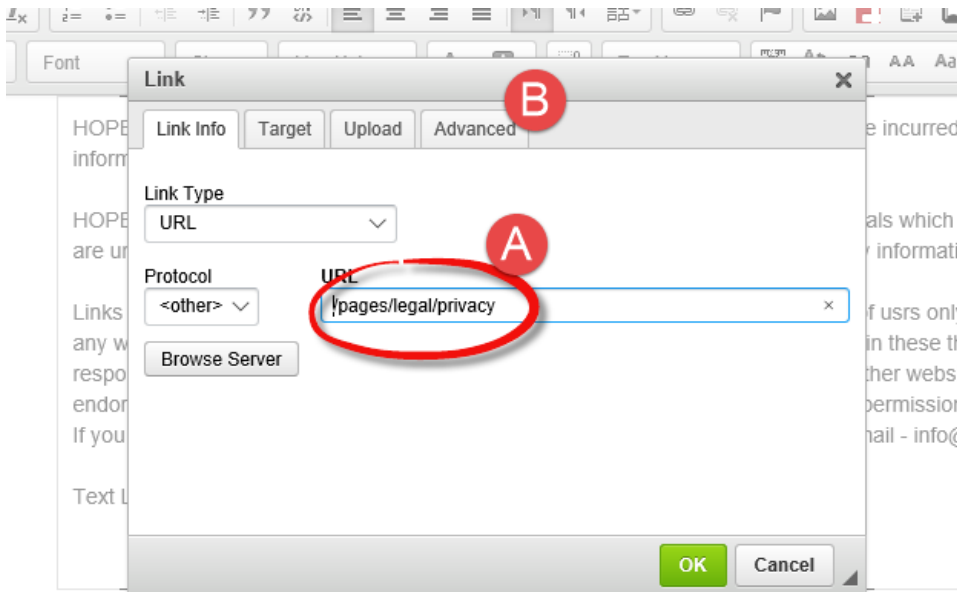 Font
AA Aa
Link
B
HOPE
Link Info Target Upload Advanced
e incurred
inform
Link Type
HOPE
URL
als which
are ur
A
informati
Protocol
URL
Links
<other>
/pages/legal/privacy
×
f usrs only
any w
in these th
Browse Server
respo
ther webs
endor
permission
If you
nail - info@
Text L
OK Cancel